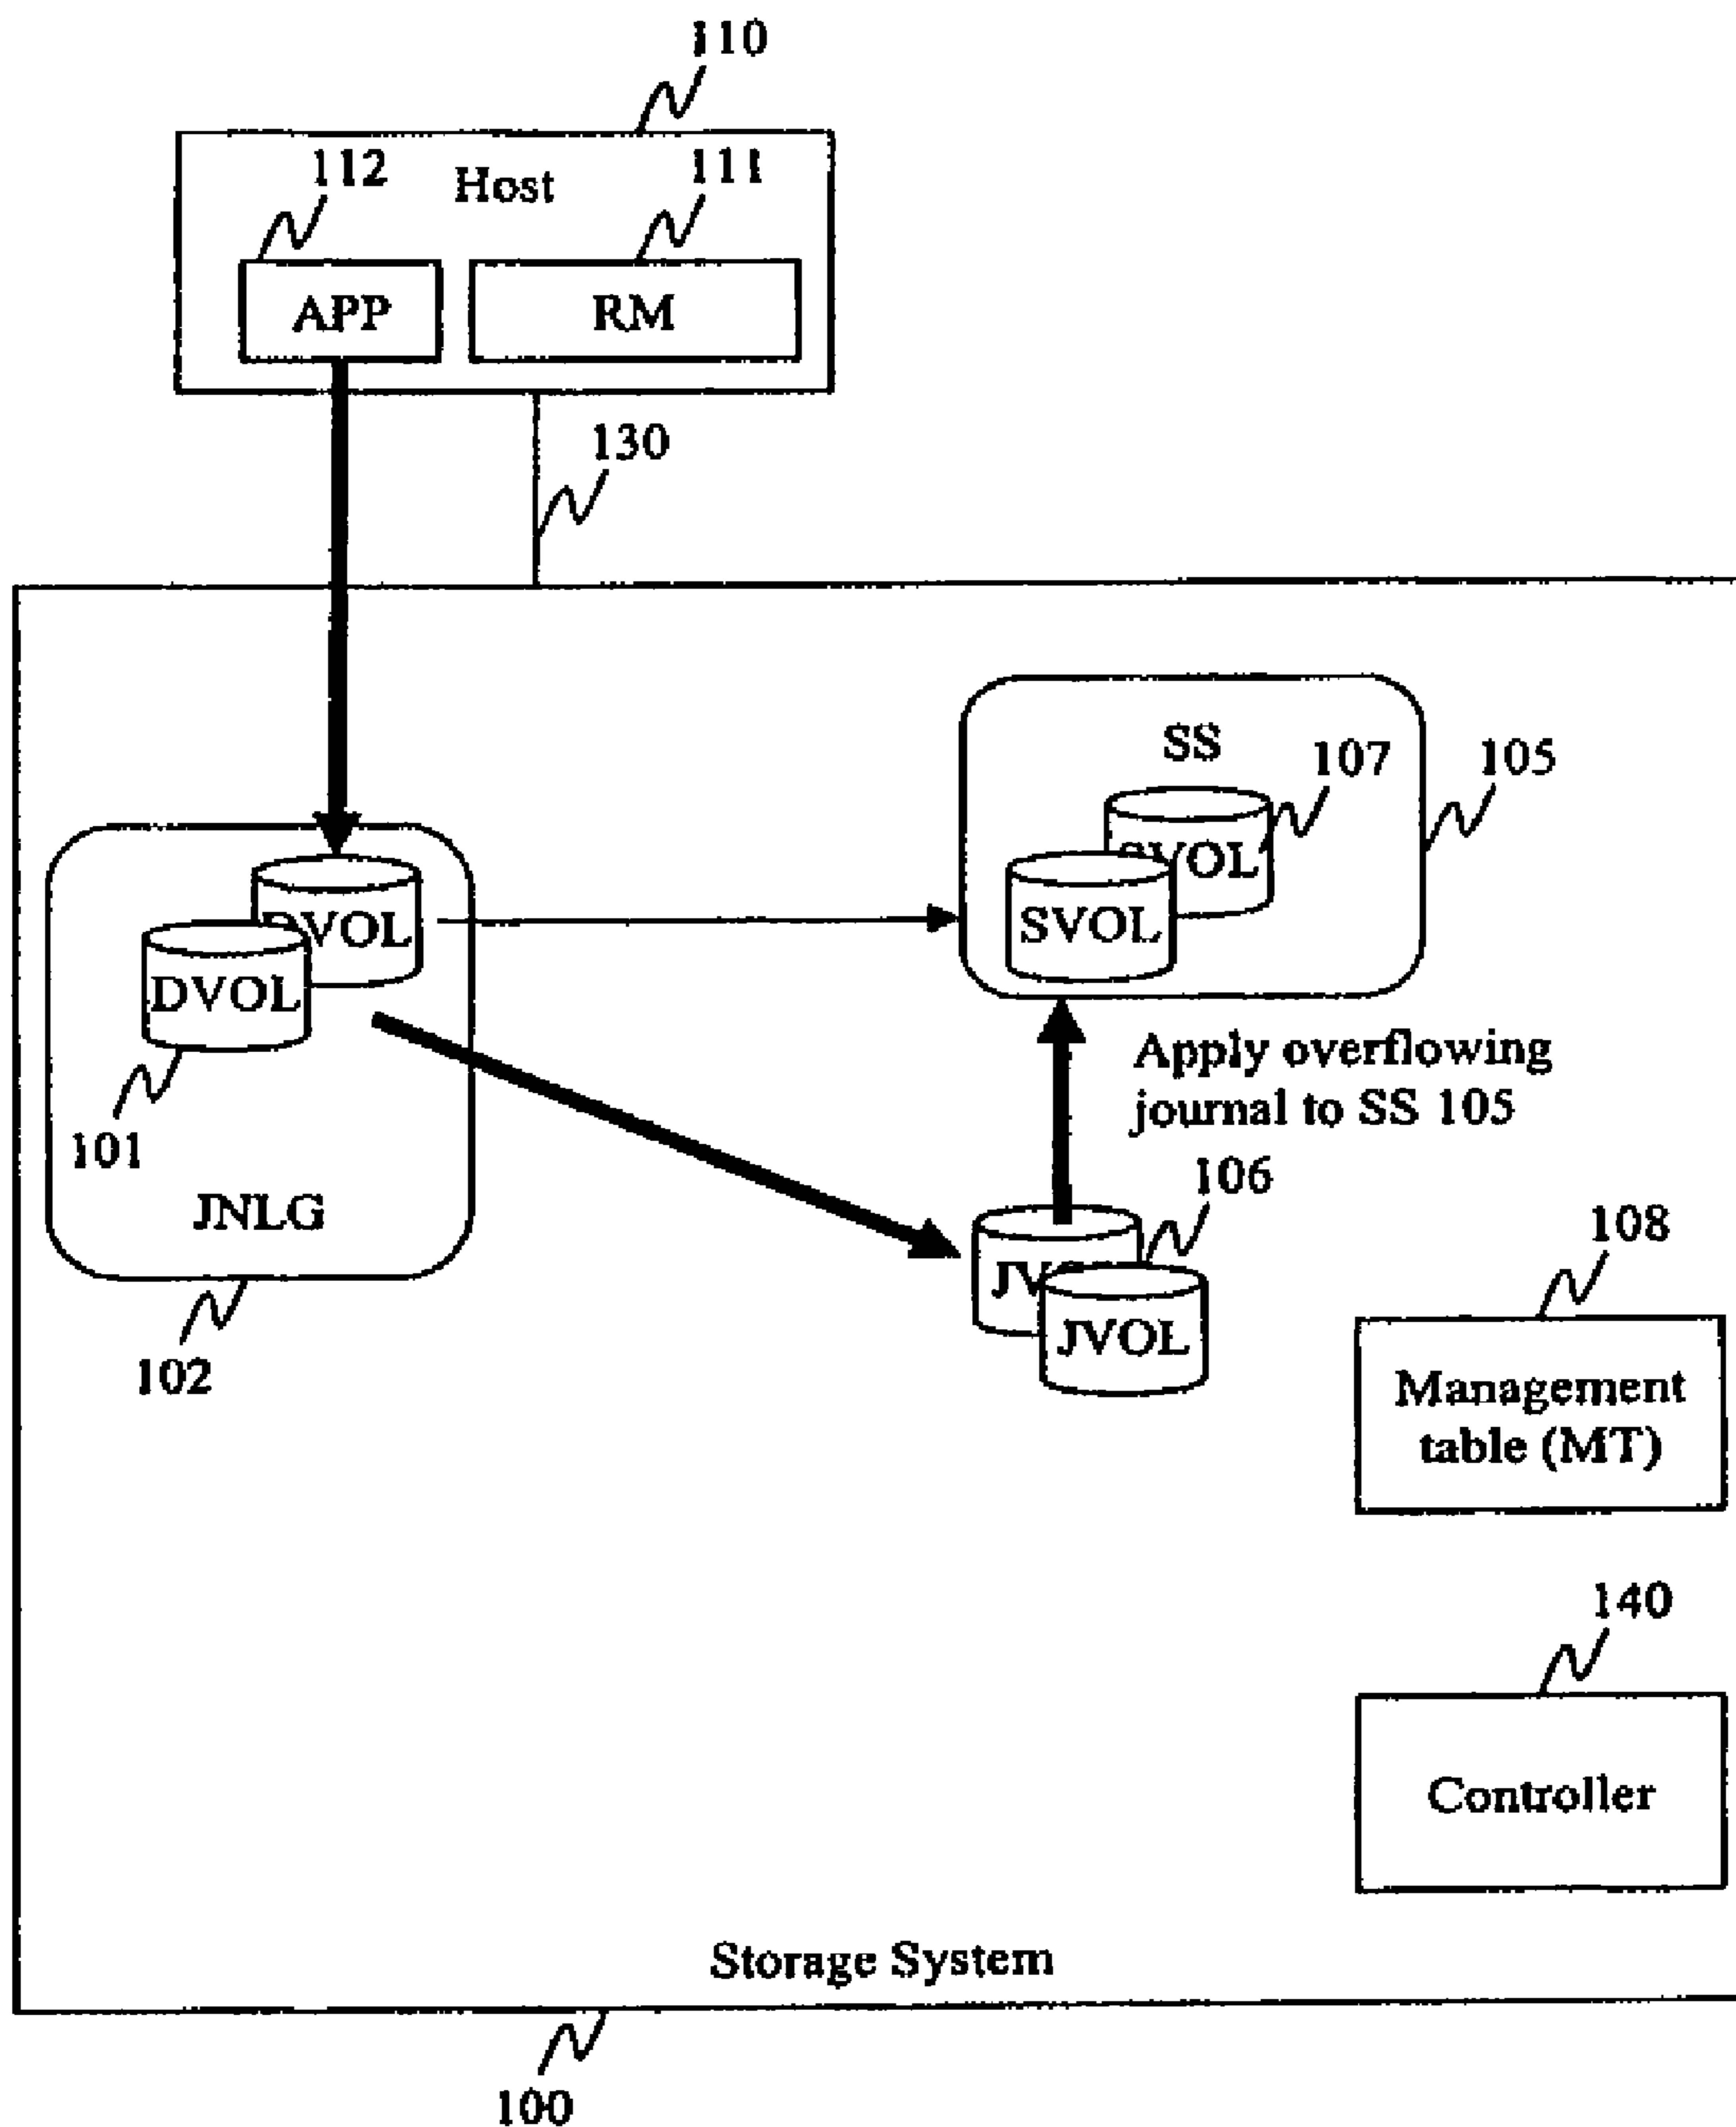 110
112
Host
111
APP
RM
130
SS
107
105
SVOL
SVOL
DVOL
DVOL
101
JNLG
102
Apply overflowing
journal to SS 105
106
JVOL
108
Management
table (MT)
140
Controller
Storage System
100